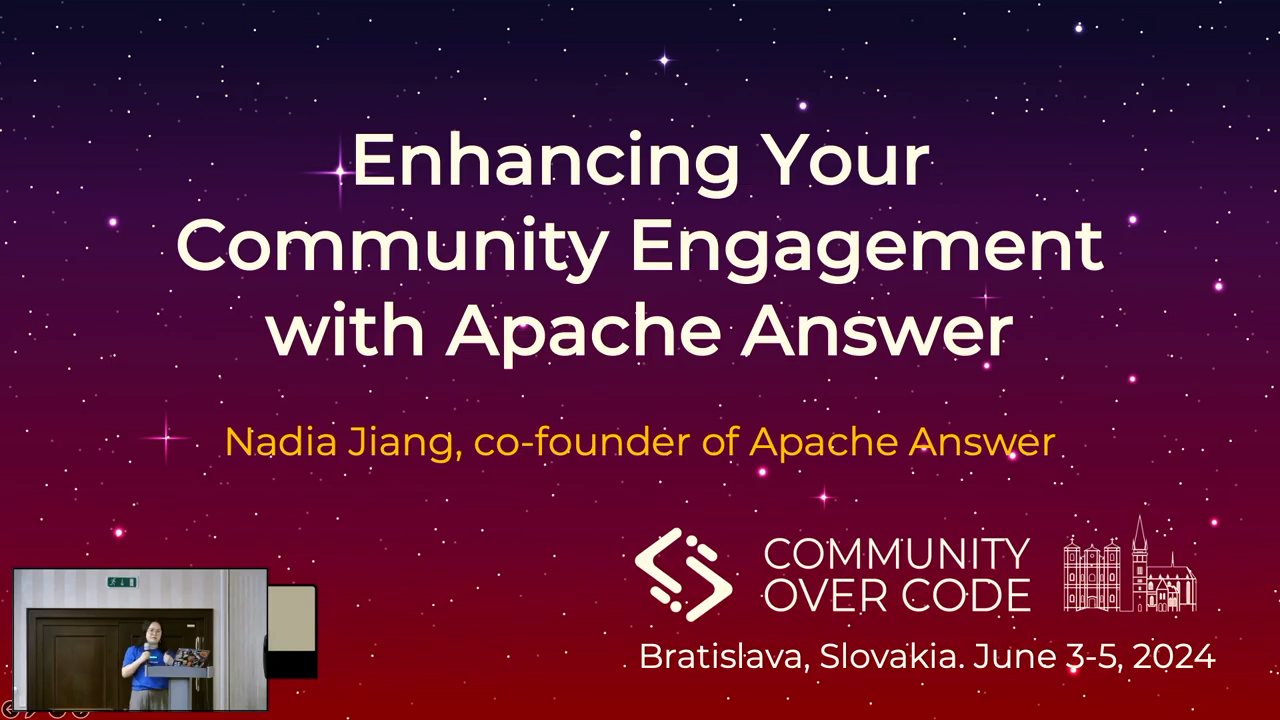 Enhancing Your
Community Engagement
with Apache Answer
Nadia Jiang, co-founder of Apache Answer
COMMUNITY
OVER CODE
Bratislava, Slovakia. June 3-5, 2024